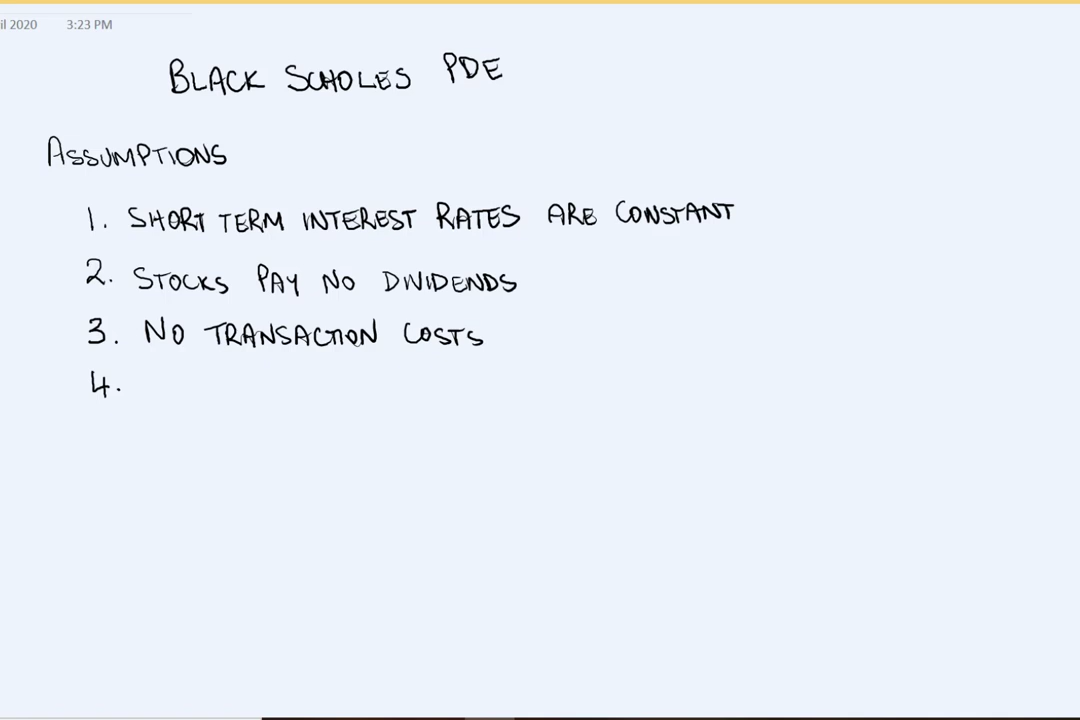 il 2020 3:23 PM
BLACK SCHOLES PDE
ASSUMPTIONS
1. SHORT TERM INTEREST RATES ARE CONSTANT
2. STOCKS PAY NO DIVIDENDS
3. NO TRANSACTION COSTS
4.